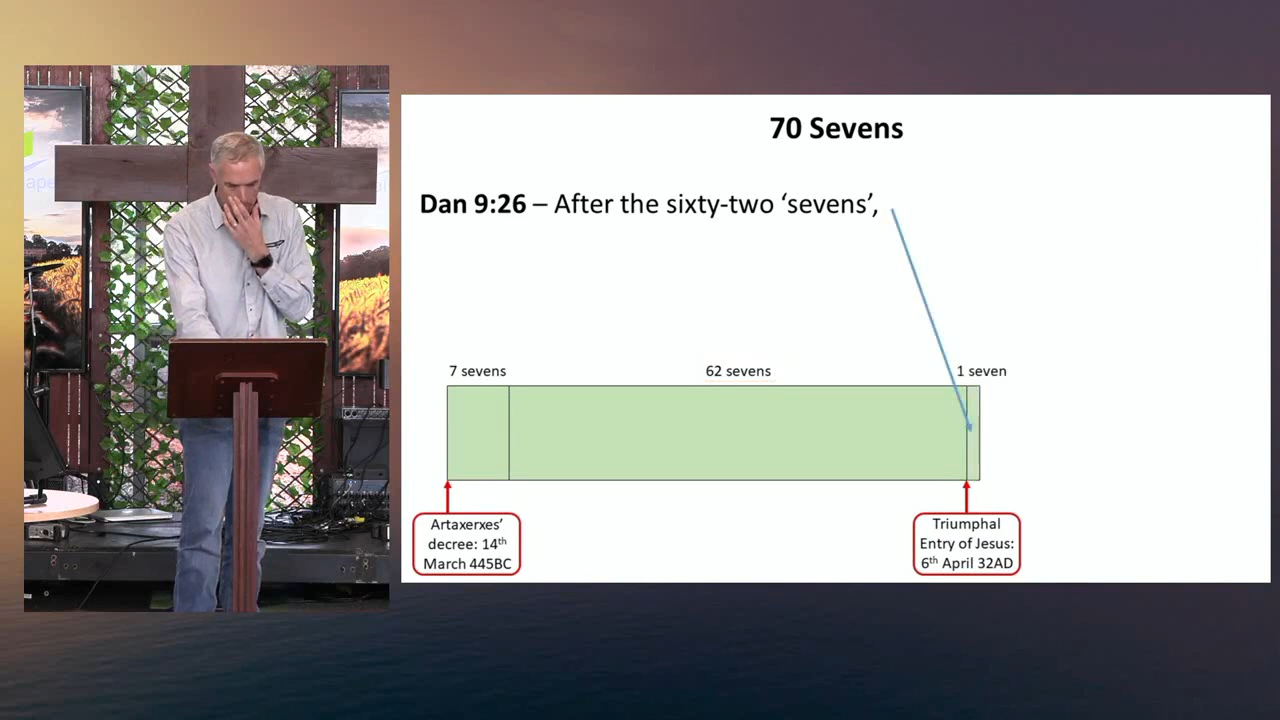 70 Sevens
Dan 9:26 – After the sixty-two ‘sevens’,
7 sevens
62 sevens
1 seven
Artaxerxes’
decree: 14th
March 445BC
Triumphal
Entry of Jesus:
6th April 32AD